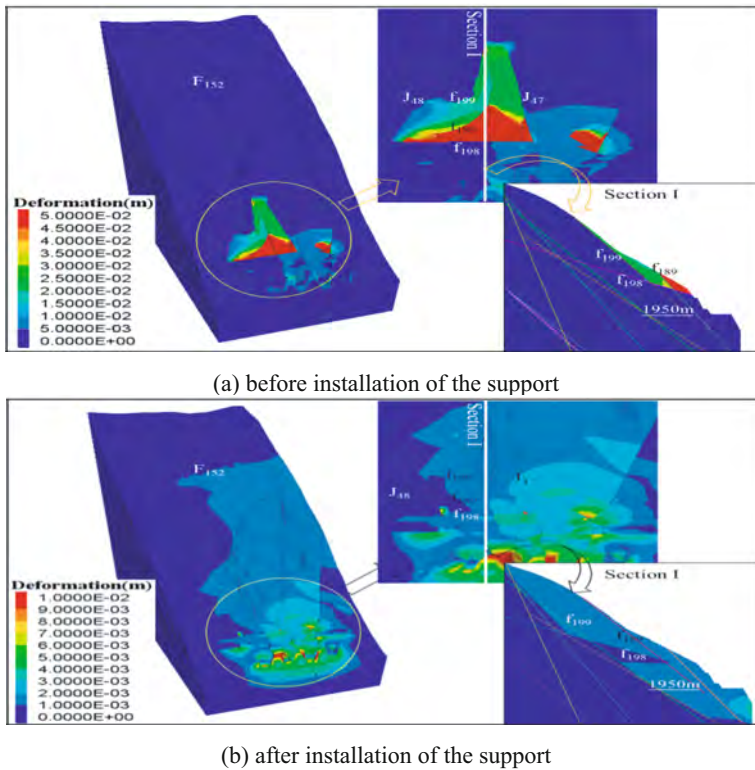 F152
Section I
J48
f199
J47
f198
Deformation(m)
5.0000E-02
4.5000E-02
4.0000E-02
3.5000E-02
3.0000E-02
2.5000E-02
2.0000E-02
1.5000E-02
1.0000E-02
5.0000E-03
0.0000E+00
Section I
f199
f189
f198
1950m
(a) before installation of the support
F152
Section I
J48
f198
Deformation(m)
1.0000E-02
9.0000E-03
8.0000E-03
7.0000E-03
6.0000E-03
5.0000E-03
4.0000E-03
3.0000E-03
2.0000E-03
1.0000E-03
0.0000E+00
Section I
f199
f198
1950m
(b) after installation of the support